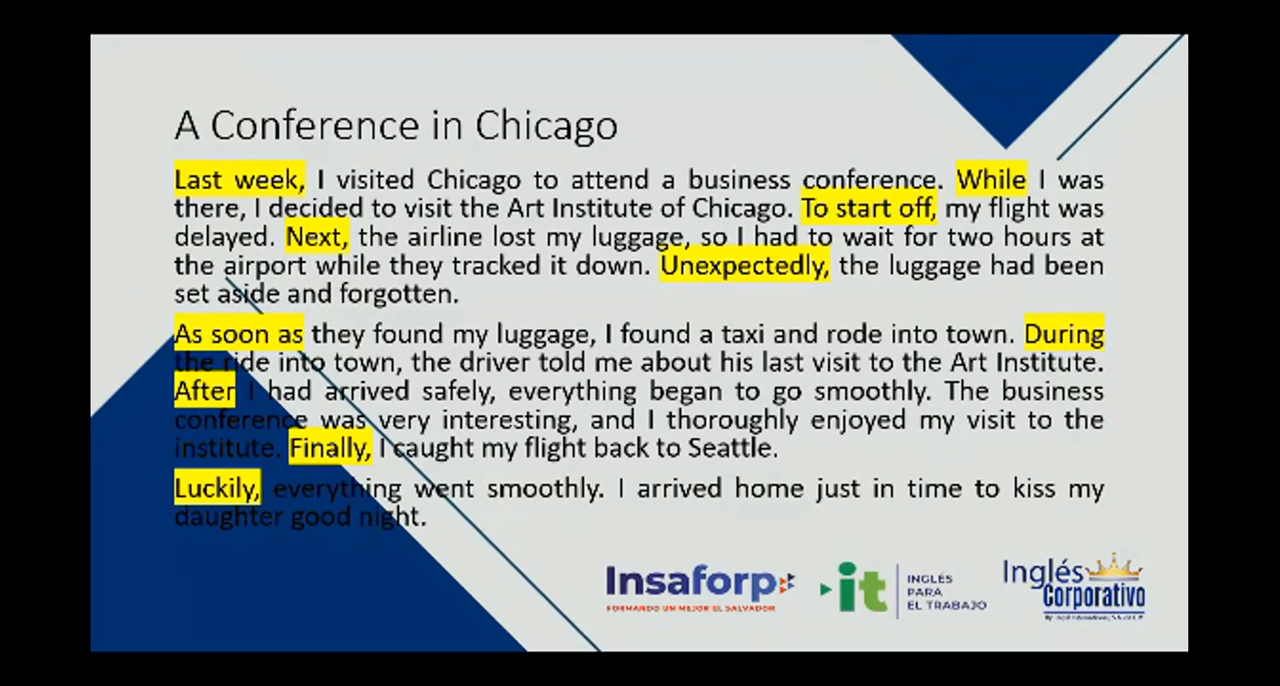 A Conference in Chicago
Last week, I visited Chicago to attend a business conference. While I was
there, I decided to visit the Art Institute of Chicago. To start off, my flight was
delayed. Next, the airline lost my luggage, so I had to wait for two hours at
the airport while they tracked it down. Unexpectedly, the luggage had been
set aside and forgotten.
As soon as they found my luggage, I found a taxi and rode into town. During
the ride into town, the driver told me about his last visit to the Art Institute.
After I had arrived safely, everything began to go smoothly. The business
conference was very interesting, and I thoroughly enjoyed my visit to the
institute. Finally, I caught my flight back to Seattle.
Luckily, everything went smoothly. I arrived home just in time to kiss my
daughter good night.
Insaforp
FORMANDO UN MEJOR EL SALVADOR
it
INGLÉS
PARA
EL TRABAJO
Inglés
Corporativo